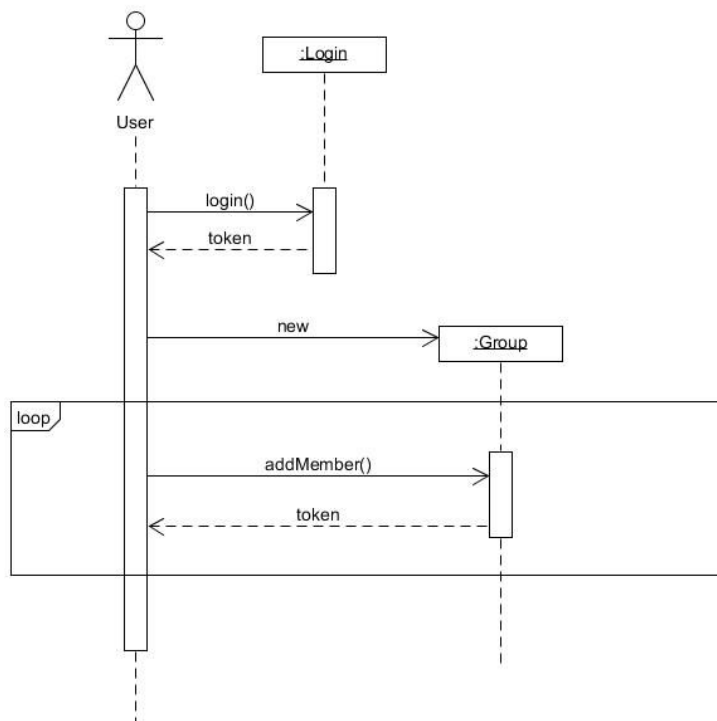 :Login
User
login()
token
new
:Group
loop
addMember()
token